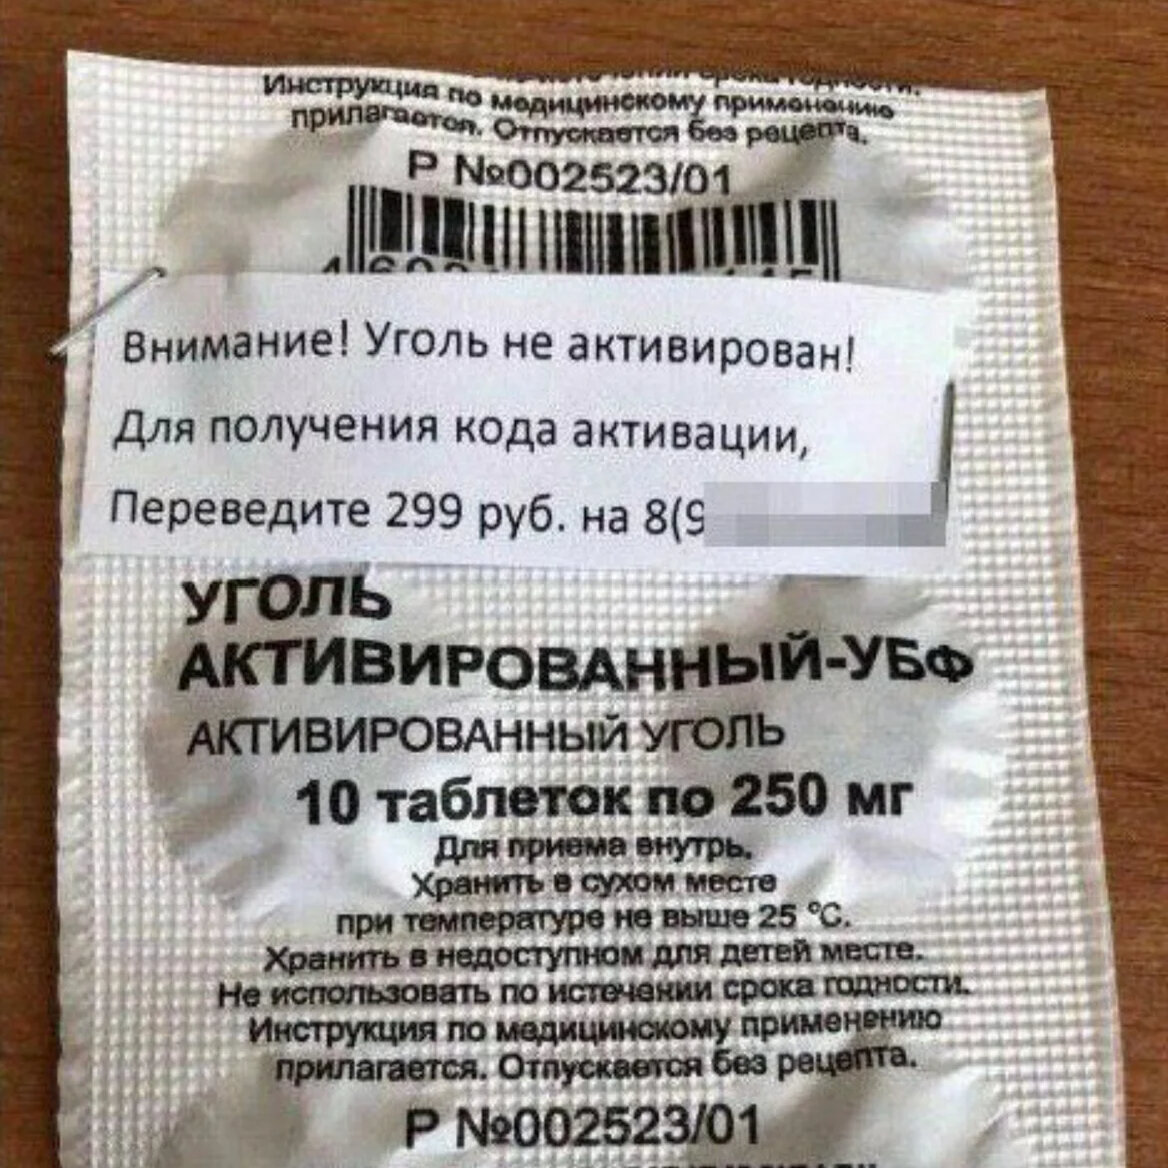 Инструкция по медицинскому применению
прилагается. Отпускается без рецепта.
Р №002523/01
Внимание! Уголь не активирован!
Для получения кода активации,
Переведите 299 руб. на 8(9
УГОЛЬ
АКТИВИРОВАННЫЙ-УБФ
АКТИВИРОВАННЫЙ УГОЛЬ
10 таблеток по 250 мг
Для приема внутрь.
Хранить в сухом месте
при температуре не выше 25 °С.
Хранить в недоступном для детей месте.
Не использовать по истечении срока годности.
Инструкция по медицинскому применению
прилагается. Отпускается без рецепта.
Р №002523/01